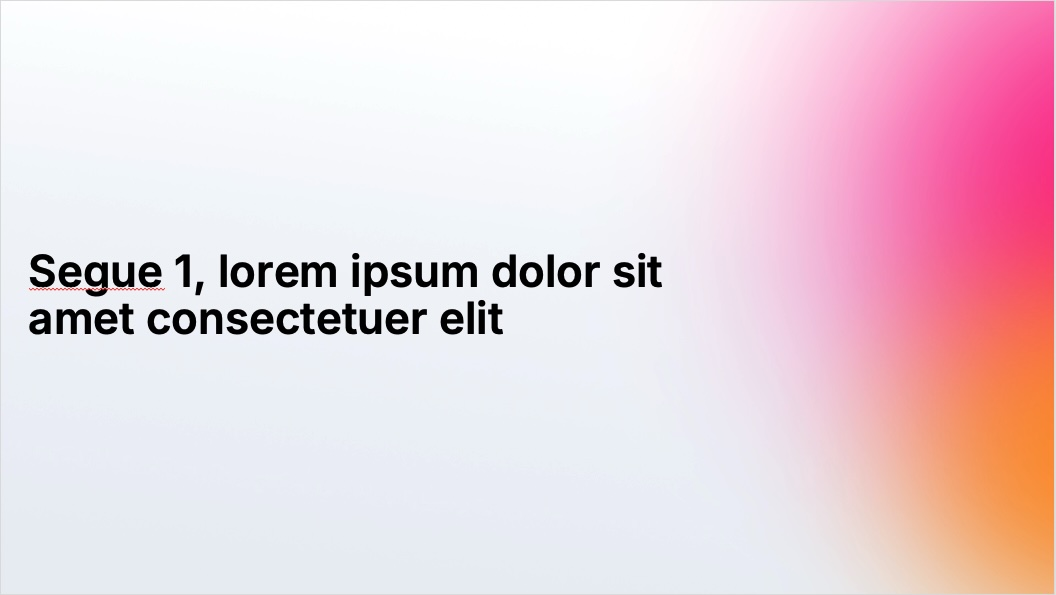 Segue 1, lorem ipsum dolor sit
amet consectetuer elit